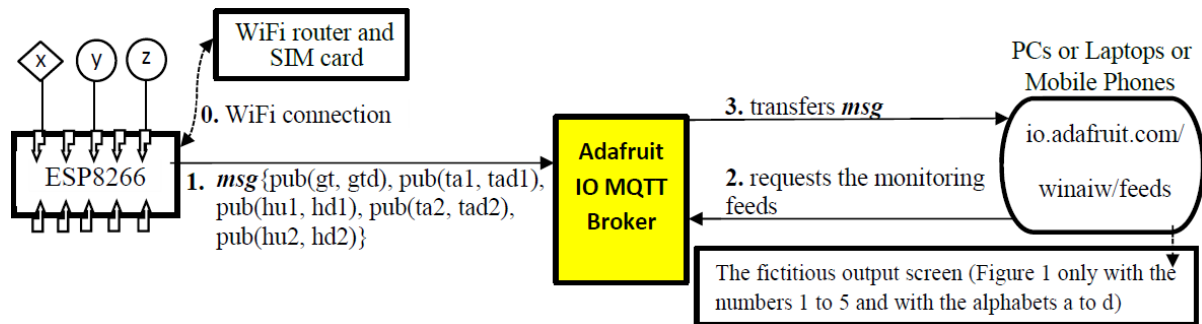 x
y
z
WiFi router and
SIM card
0. WiFi connection
ESP8266
1. msg{pub(gt, gtd), pub(ta1, tad1),
pub(hu1, hd1), pub(ta2, tad2),
pub(hu2, hd2)}
Adafruit
IO MQTT
Broker
3. transfers msg
2. requests the monitoring
feeds
PCs or Laptops or
Mobile Phones
io.adafruit.com/
winaiw/feeds
The fictitious output screen (Figure 1 only with the
numbers 1 to 5 and with the alphabets a to d)